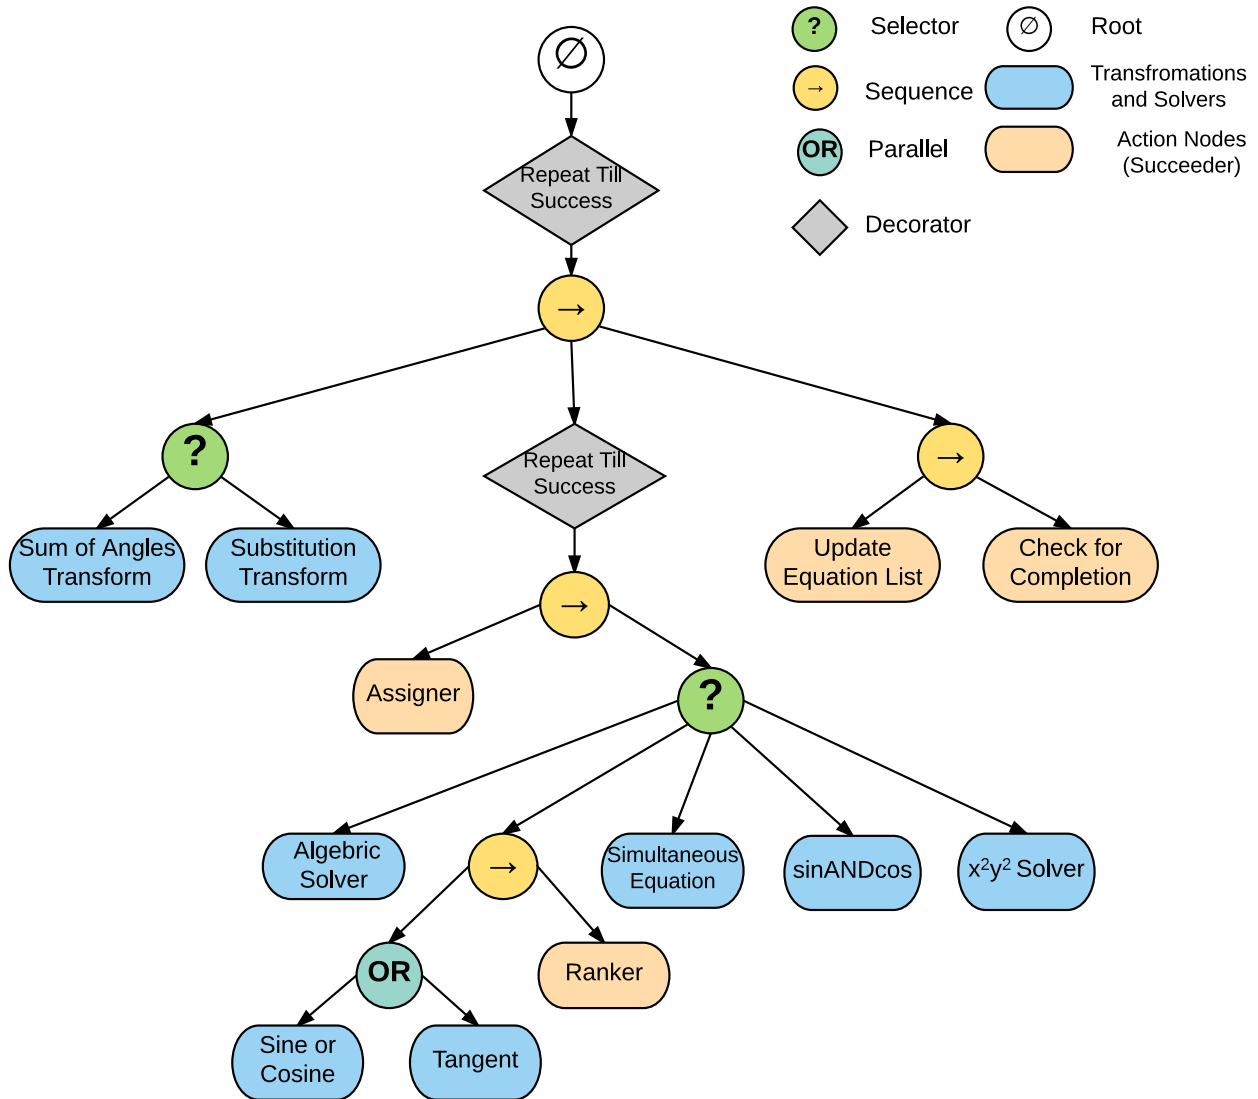 ∅
? Selector
∅ Root
→ Sequence
Transfromations
and Solvers
OR Parallel
Action Nodes
(Succeeder)
Decorator
Repeat Till
Success
→
?
Repeat Till
Success
→
Sum of Angles
Transform
Substitution
Transform
Update
Equation List
Check for
Completion
→
Assigner
?
Algebric
Solver
→
Simultaneous
Equation
sinANDcos
x²y² Solver
OR
Ranker
Sine or
Cosine
Tangent